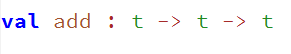 val add : t -> t -> t